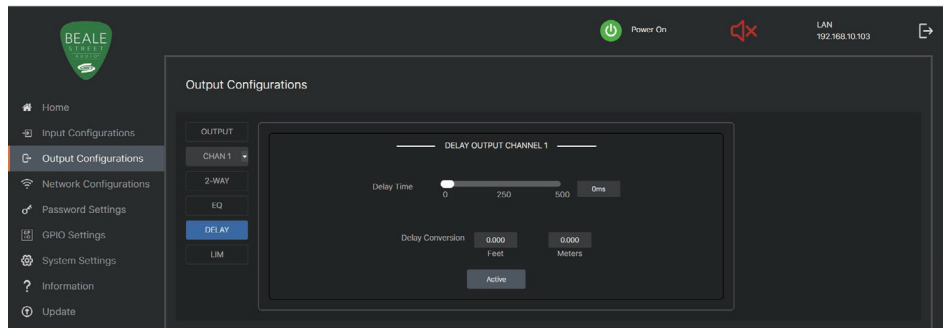 BEALE
STREET
AUDIO
Power On
LAN
192.168.10.103
Output Configurations
Home
Input Configurations
Output Configurations
Network Configurations
Password Settings
GPIO Settings
System Settings
Information
Update
OUTPUT
CHAN 1
2-WAY
EQ
DELAY
LIM
DELAY OUTPUT CHANNEL 1
Delay Time
0 250 500
0ms
Delay Conversion
0.000 0.000
Feet Meters
Active